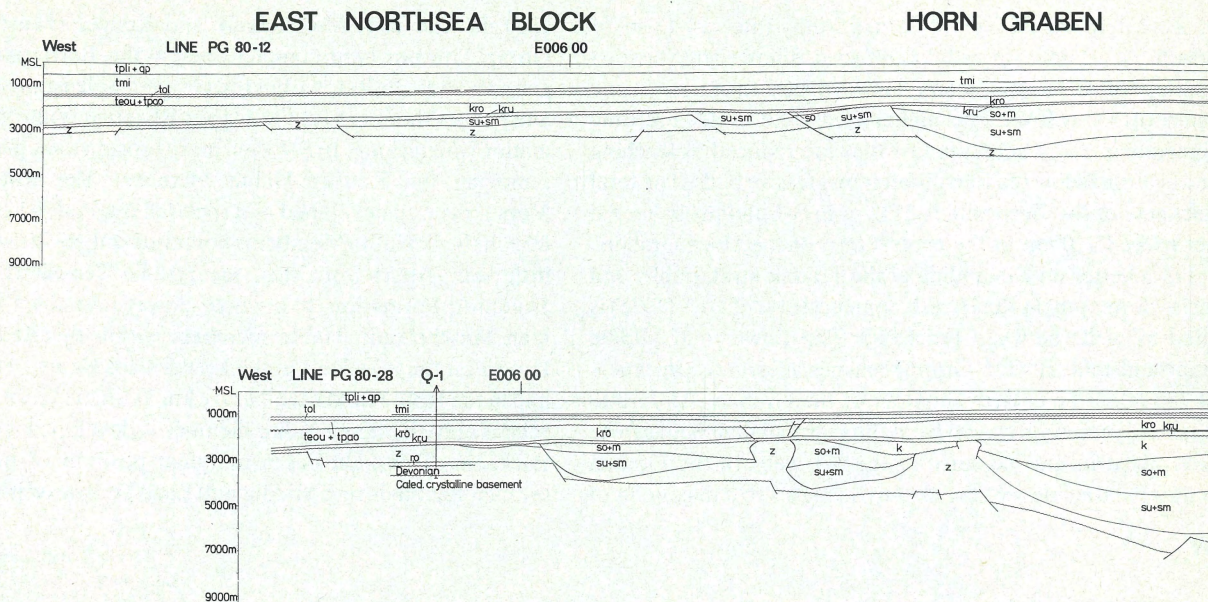 EAST NORTHSEA BLOCK HORN GRABEN
West LINE PG 80-12 E006 00
MSL
tpli + qp
1000m tmi tmi
tol
teou + tpao kro
kro kru kru so+m
su+sm su+sm so su+sm
3000m z z z z su+sm
z
5000m
7000m
9000m
West LINE PG 80-28 Q-1 E006 00
MSL
tpli + qp
1000m tol tmi
teou + tpao kro kru kro kro kru
so+m z so+m k k
3000m z su+sm su+sm z so+m
ro
Devonian
Caled. crystalline basement
5000m su+sm
7000m
9000m